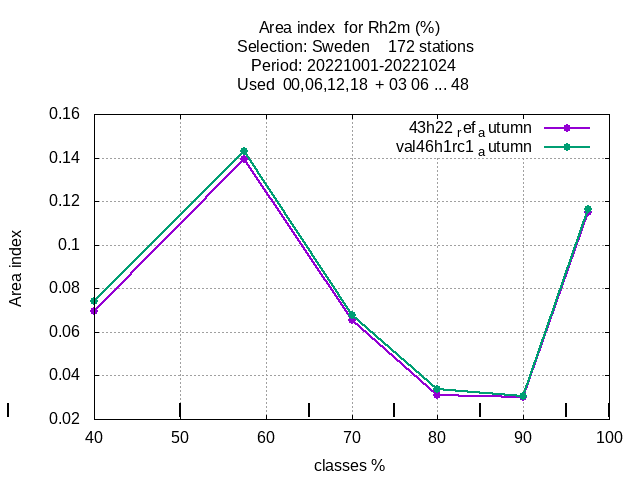 Area index for Rh2m (%)
Selection: Sweden 172 stations
Period: 20221001-20221024
Used 00,06,12,18 + 03 06 ... 48
43h22 ref autumn
val46h1rc1 autumn
0.16
0.14
0.12
0.1
0.08
0.06
0.04
0.02
Area index
40 50 60 70 80 90 100
classes %